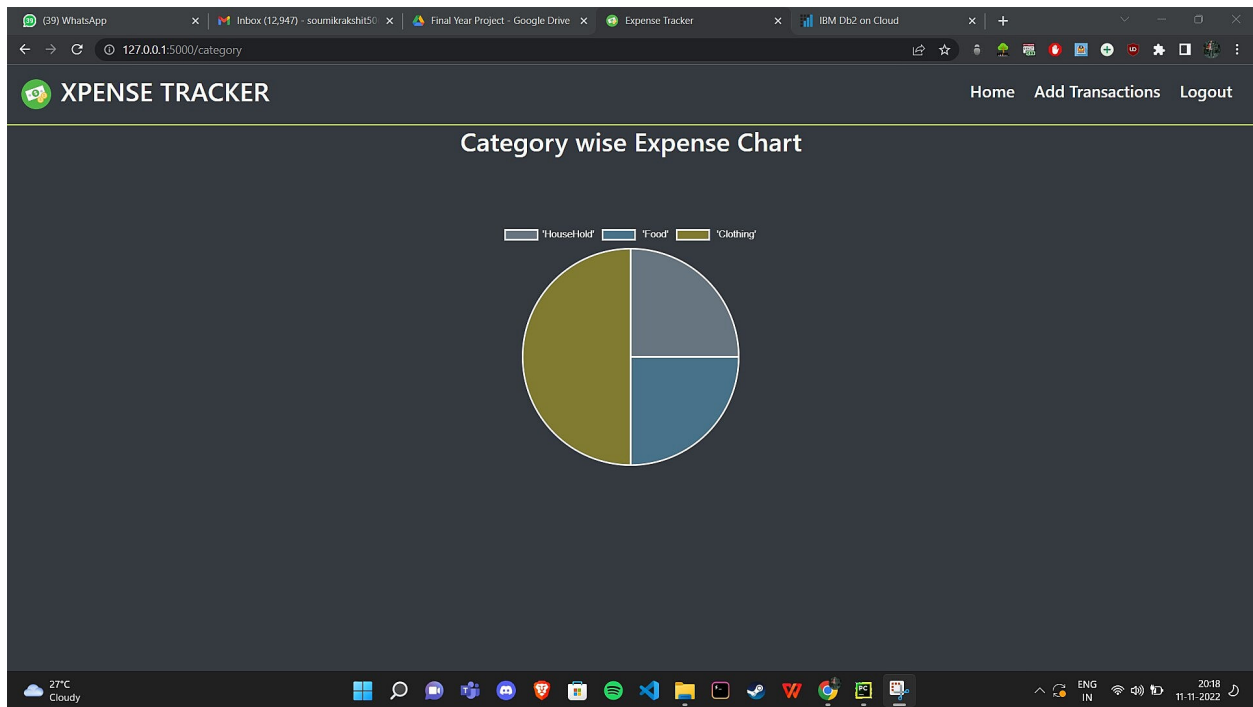 39 (39) WhatsApp
Inbox (12,947) - soumikrakshit50
Final Year Project - Google Drive
Expense Tracker
IBM Db2 on Cloud
127.0.0.1:5000/category
XPENSE TRACKER
Home Add Transactions Logout
Category wise Expense Chart
'HouseHold' 'Food' 'Clothing'
27°C
Cloudy
ENG
IN
20:18
11-11-2022